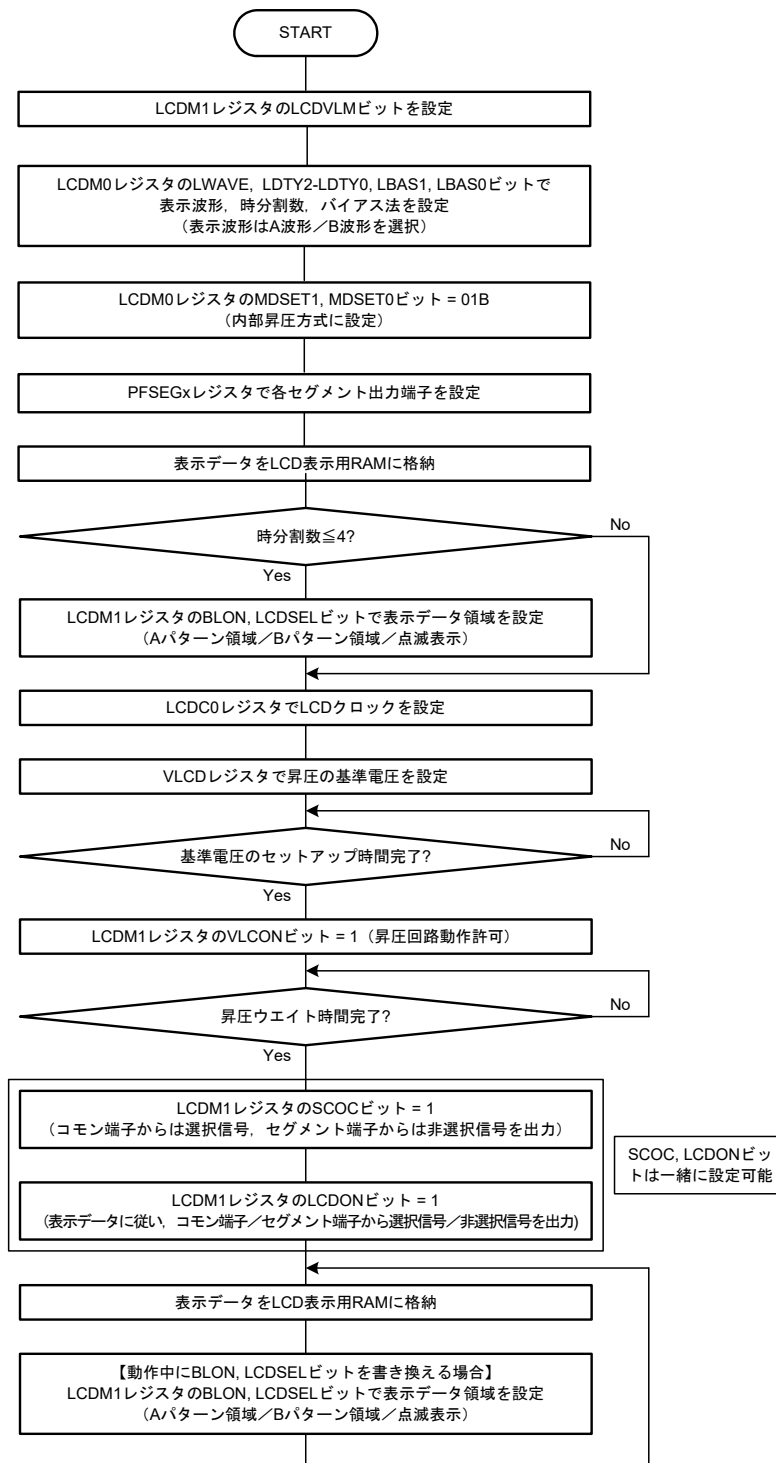 START
LCDM1レジスタのLCDVLMビットを設定
LCDM0レジスタのLWAVE, LDTY2-LDTY0, LBAS1, LBAS0ビットで
表示波形，時分割数，バイアス法を設定
（表示波形はA波形／B波形を選択）
LCDM0レジスタのMDSET1, MDSET0ビット = 01B
（内部昇圧方式に設定）
PFSEGxレジスタで各セグメント出力端子を設定
表示データをLCD表示用RAMに格納
時分割数≦4?
No
Yes
LCDM1レジスタのBLON, LCDSELビットで表示データ領域を設定
（Aパターン領域／Bパターン領域／点滅表示）
LCDC0レジスタでLCDクロックを設定
VLCDレジスタで昇圧の基準電圧を設定
基準電圧のセットアップ時間完了?
No
Yes
LCDM1レジスタのVLCONビット = 1（昇圧回路動作許可）
昇圧ウエイト時間完了?
No
Yes
LCDM1レジスタのSCOCビット = 1
（コモン端子からは選択信号，セグメント端子からは非選択信号を出力）
LCDM1レジスタのLCDONビット = 1
(表示データに従い，コモン端子／セグメント端子から選択信号／非選択信号を出力)
SCOC, LCDONビッ
トは一緒に設定可能
表示データをLCD表示用RAMに格納
【動作中にBLON, LCDSELビットを書き換える場合】
LCDM1レジスタのBLON, LCDSELビットで表示データ領域を設定
（Aパターン領域／Bパターン領域／点滅表示）